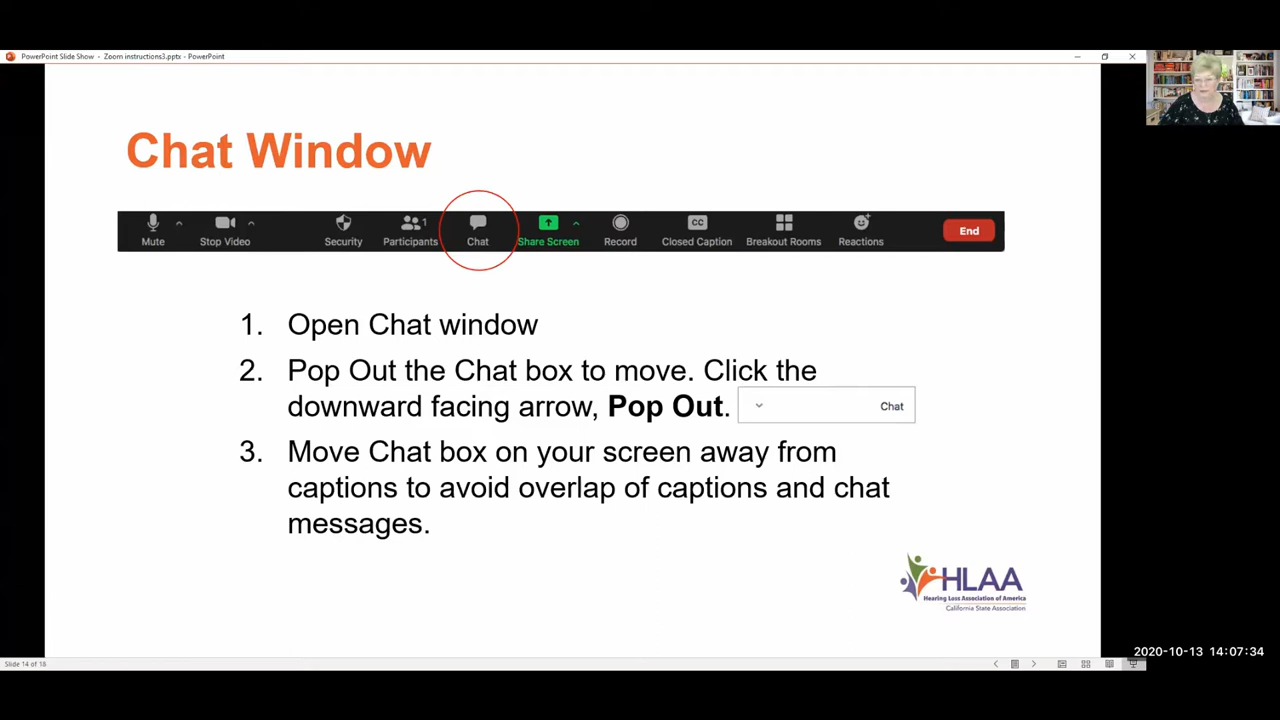 PowerPoint Slide Show - Zoom instructions3.pptx - PowerPoint
Chat Window
Mute Stop Video Security Participants 1 Chat Share Screen Record CC Closed Caption Breakout Rooms Reactions End
1. Open Chat window
2. Pop Out the Chat box to move. Click the
downward facing arrow, Pop Out. Chat
3. Move Chat box on your screen away from
captions to avoid overlap of captions and chat
messages.
HLAA
Hearing Loss Association of America
California State Association
Slide 14 of 18
2020-10-13 14:07:34